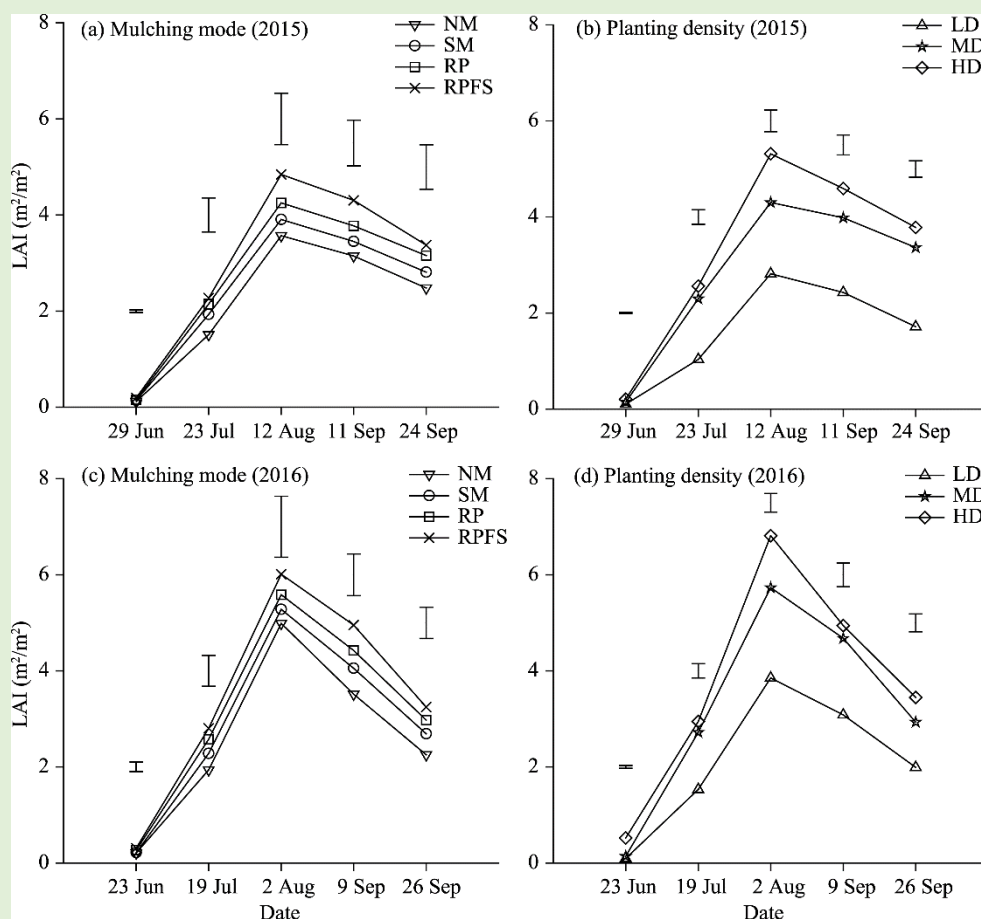 (a) Mulching mode (2015)
NM
SM
RP
RPFS
LAI (m²/m²)
8
6
4
2
0
29 Jun 23 Jul 12 Aug 11 Sep 24 Sep
(b) Planting density (2015)
LD
MD
HD
8
6
4
2
0
29 Jun 23 Jul 12 Aug 11 Sep 24 Sep
(c) Mulching mode (2016)
NM
SM
RP
RPFS
LAI (m²/m²)
8
6
4
2
0
23 Jun 19 Jul 2 Aug 9 Sep 26 Sep
Date
(d) Planting density (2016)
LD
MD
HD
8
6
4
2
0
23 Jun 19 Jul 2 Aug 9 Sep 26 Sep
Date